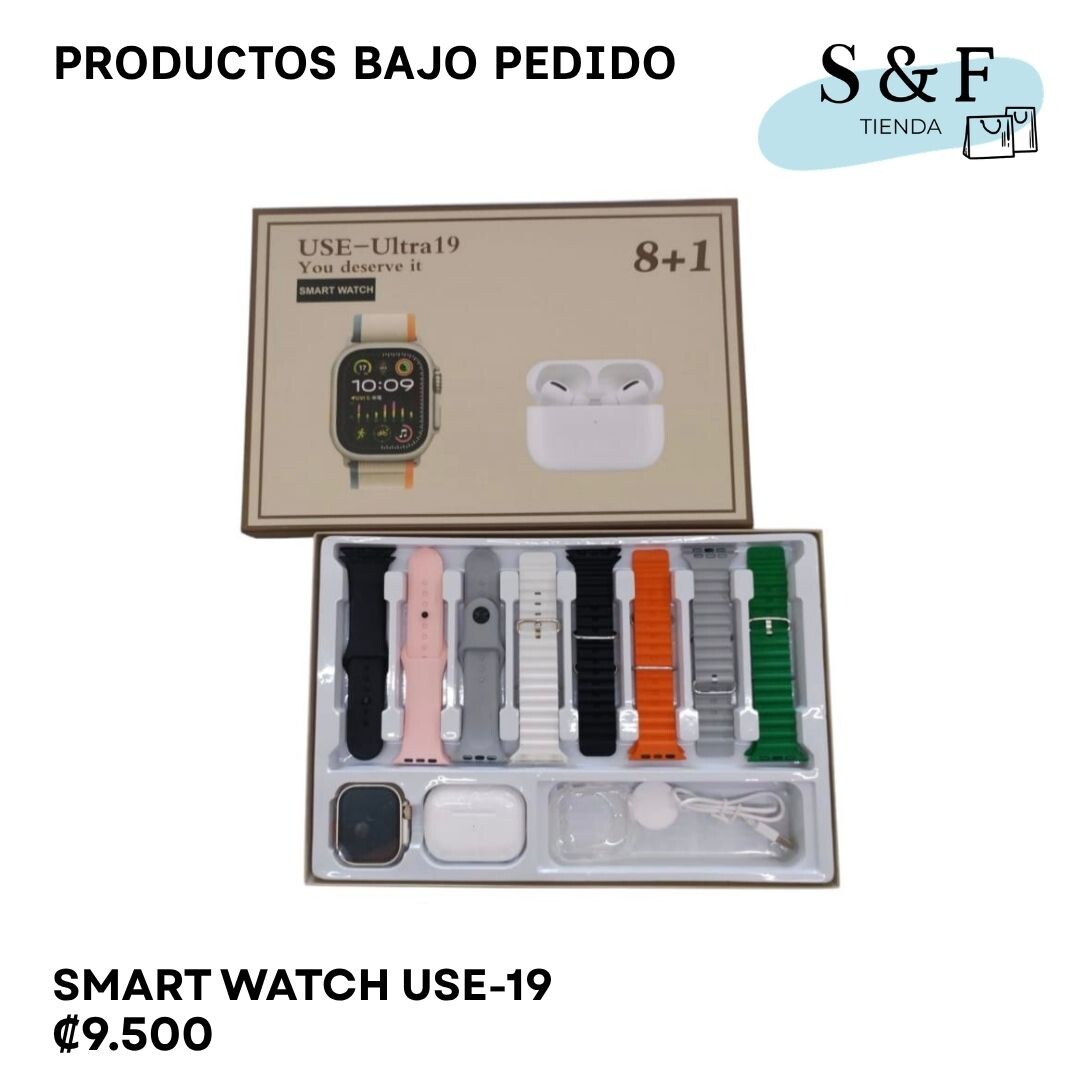 PRODUCTOS BAJO PEDIDO
S & F
TIENDA
USE-Ultra19
You deserve it
SMART WATCH
8+1
17
10:09
SMART WATCH USE-19
₡9.500